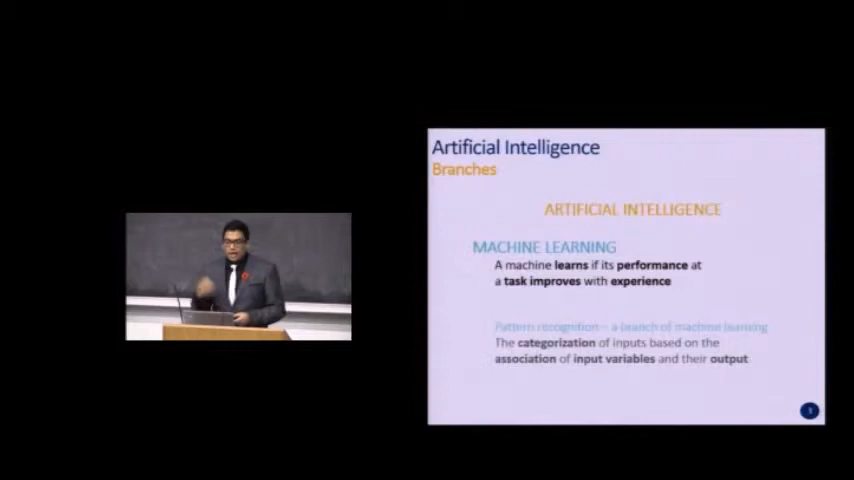 Artificial Intelligence
Branches
ARTIFICIAL INTELLIGENCE
MACHINE LEARNING
A machine learns if its performance at
a task improves with experience
Pattern recognition – a branch of machine learning
The categorization of inputs based on the
association of input variables and their output
3